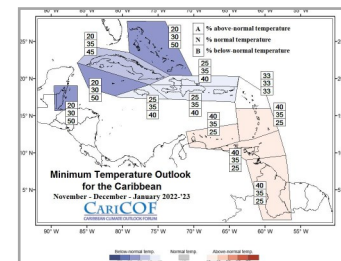 A % above-normal temperature
N % normal temperature
B % below-normal temperature
25° N
20° N
15° N
10° N
5° N
20
30
50
20
35
45
25
35
40
20
30
50
25
35
40
25
35
40
33
33
33
40
35
25
40
35
25
40
35
25
40
35
25
Minimum Temperature Outlook
for the Caribbean
November - December - January 2022-'23
CARICOF
CARIBBEAN CLIMATE OUTLOOK FORUM
90° W 85° W 80° W 75° W 70° W 65° W 60° W 55° W
Below-normal temp. Normal temp. Above-normal temp.